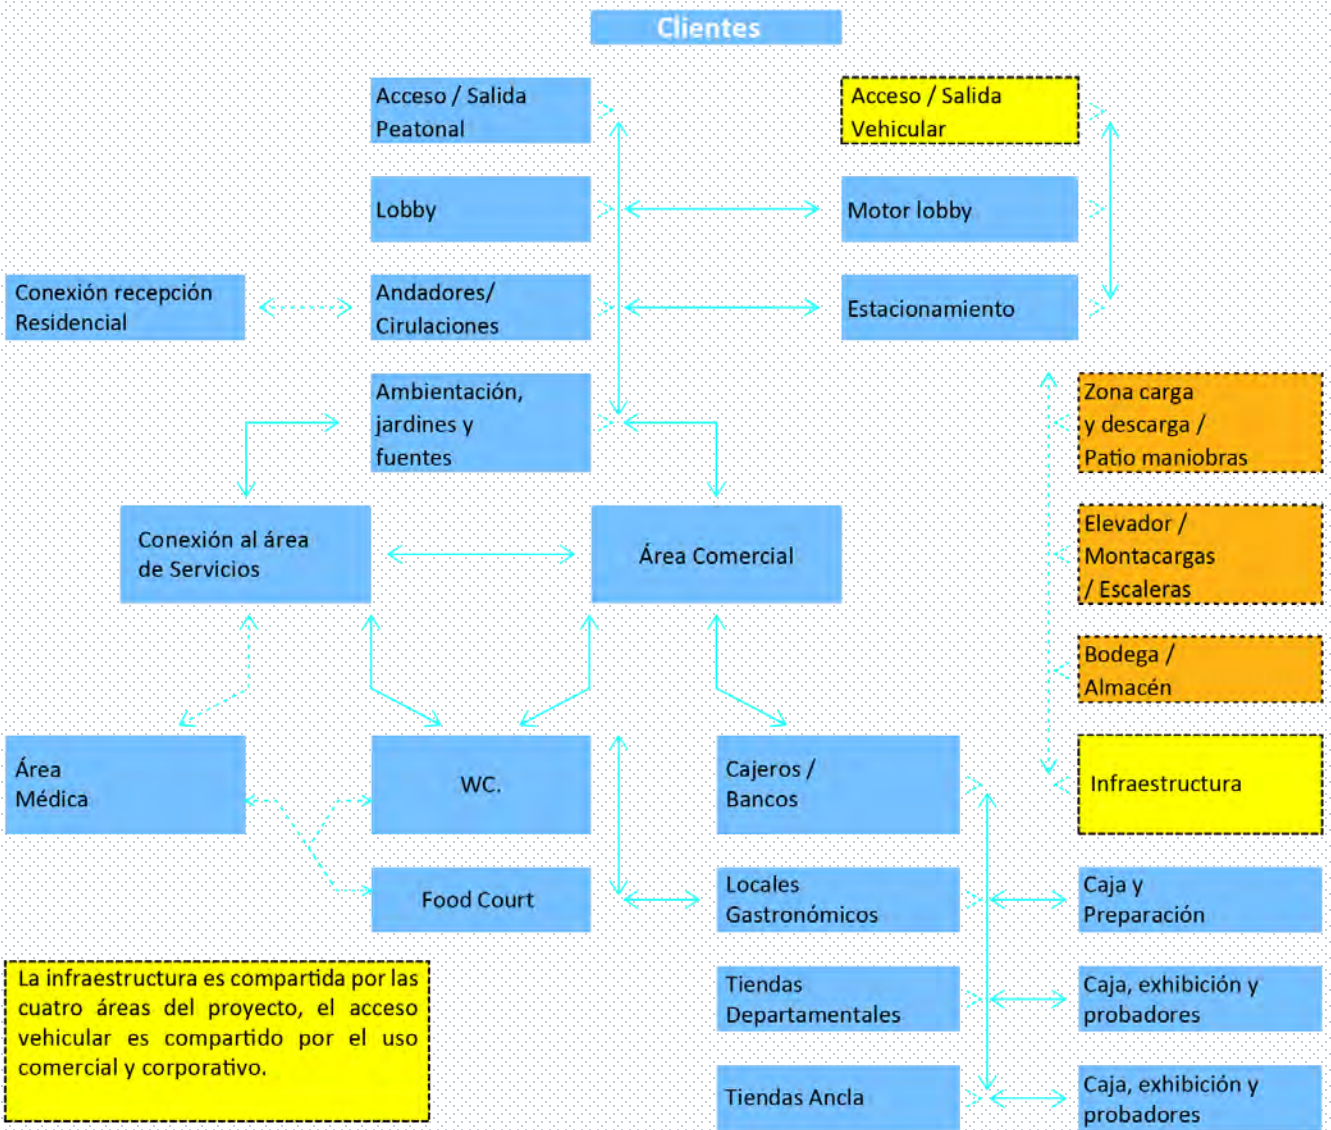 Clientes
Acceso / Salida
Peatonal
Acceso / Salida
Vehicular
Lobby
Motor lobby
Conexión recepción
Residencial
Andadores/
Cirulaciones
Estacionamiento
Ambientación,
jardines y
fuentes
Zona carga
y descarga /
Patio maniobras
Conexión al área
de Servicios
Área Comercial
Elevador /
Montacargas
/ Escaleras
Bodega /
Almacén
Área
Médica
WC.
Cajeros /
Bancos
Infraestructura
Food Court
Locales
Gastronómicos
Caja y
Preparación
La infraestructura es compartida por las
cuatro áreas del proyecto, el acceso
vehicular es compartido por el uso
comercial y corporativo.
Tiendas
Departamentales
Caja, exhibición y
probadores
Tiendas Ancla
Caja, exhibición y
probadores